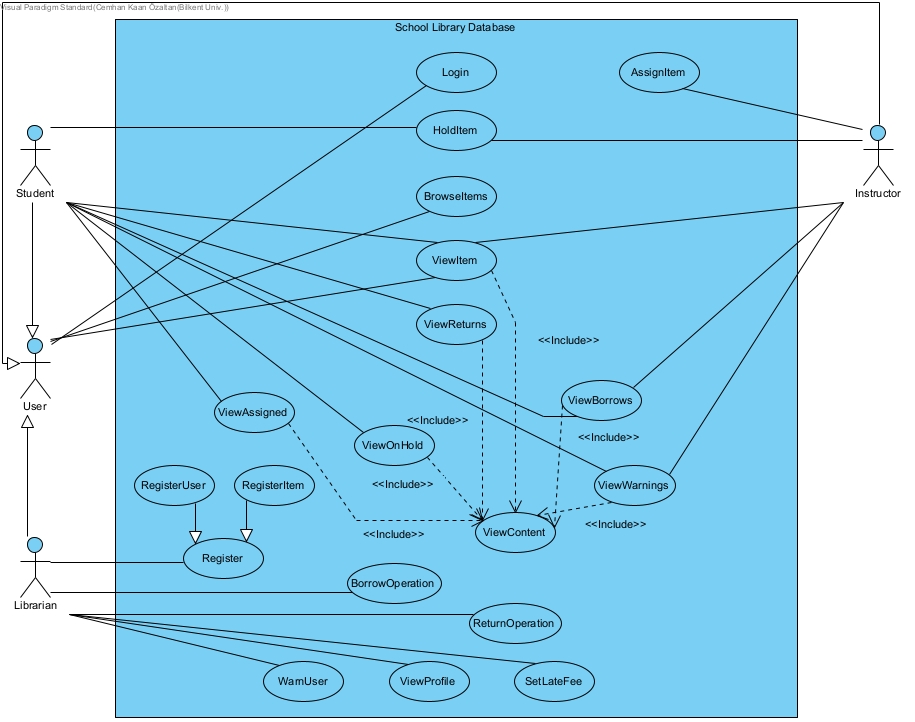 Visual Paradigm Standard(Cemhan Kaan Özaltan(Bilkent Univ.))
School Library Database
Login
AssignItem
HoldItem
Student
Instructor
BrowseItems
ViewItem
ViewReturns
<<Include>>
User
ViewBorrows
ViewAssigned
<<Include>>
<<Include>>
ViewOnHold
RegisterUser
RegisterItem
<<Include>>
ViewWarnings
<<Include>>
<<Include>>
ViewContent
Register
BorrowOperation
Librarian
ReturnOperation
WarnUser
ViewProfile
SetLateFee